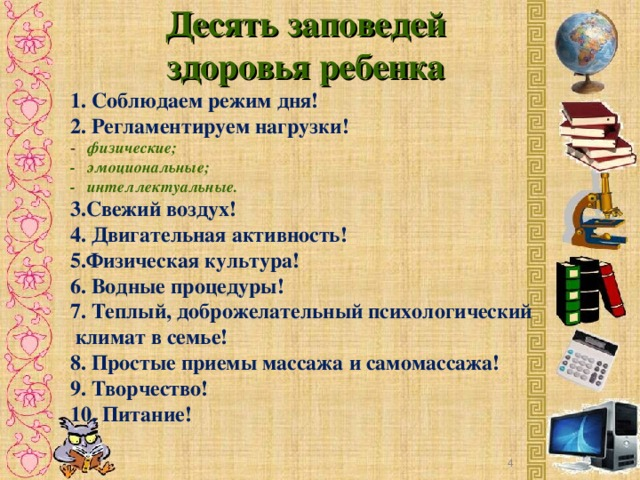 Десять заповедей
здоровья ребенка
1. Соблюдаем режим дня!
2. Регламентируем нагрузки!
- физические;
- эмоциональные;
- интеллектуальные.
3.Свежий воздух!
4. Двигательная активность!
5.Физическая культура!
6. Водные процедуры!
7. Теплый, доброжелательный психологический
климат в семье!
8. Простые приемы массажа и самомассажа!
9. Творчество!
10. Питание!
4